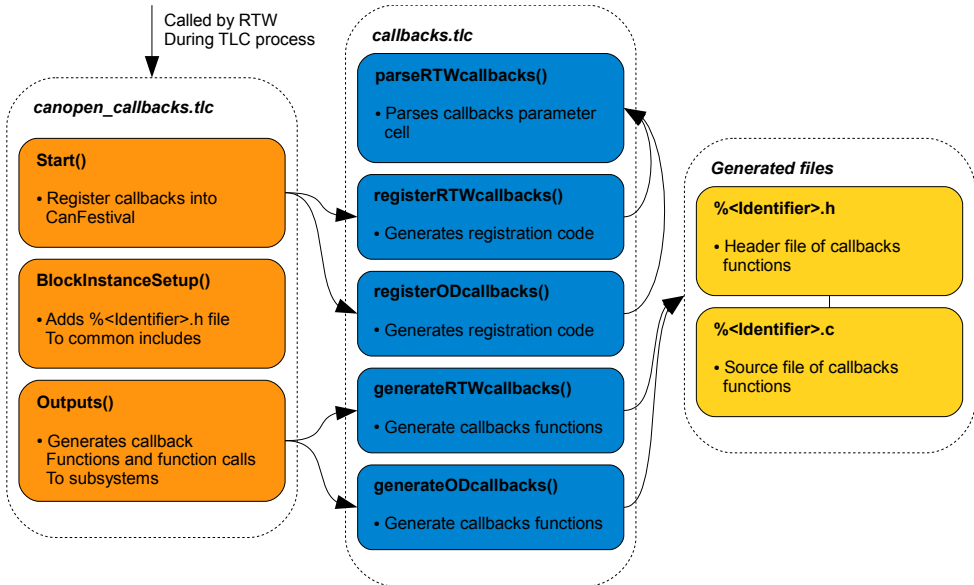 Called by RTW
During TLC process
canopen_callbacks.tlc
Start()
• Register callbacks into
CanFestival
BlockInstanceSetup()
• Adds %<Identifier>.h file
To common includes
Outputs()
• Generates callback
Functions and function calls
To subsystems
callbacks.tlc
parseRTWcallbacks()
• Parses callbacks parameter
cell
registerRTWcallbacks()
• Generates registration code
registerODcallbacks()
• Generates registration code
generateRTWcallbacks()
• Generate callbacks functions
generateODcallbacks()
• Generate callbacks functions
Generated files
%<Identifier>.h
• Header file of callbacks
functions
%<Identifier>.c
• Source file of callbacks
functions